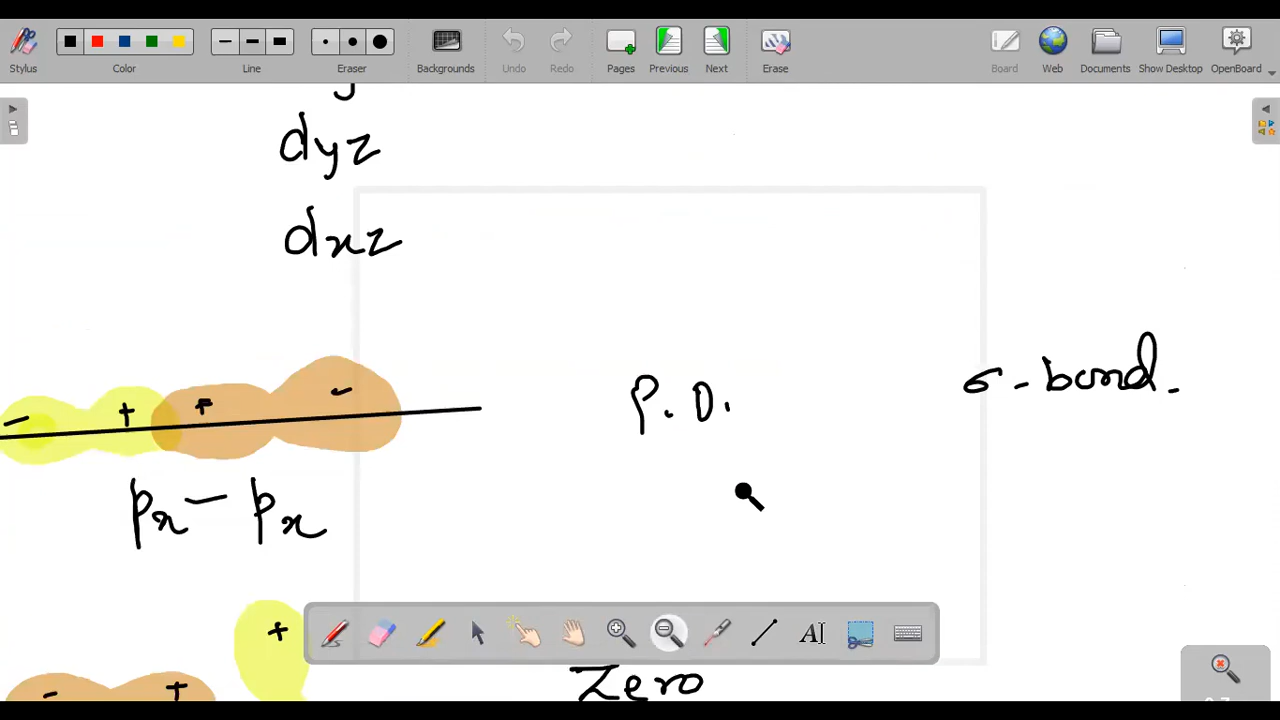 Stylus Color Line Eraser Backgrounds Undo Redo Pages Previous Next Erase Board Web Documents Show Desktop OpenBoard
dyz
dxz
P.O. σ-bond.
- + + -
px - px
+
- + Zero